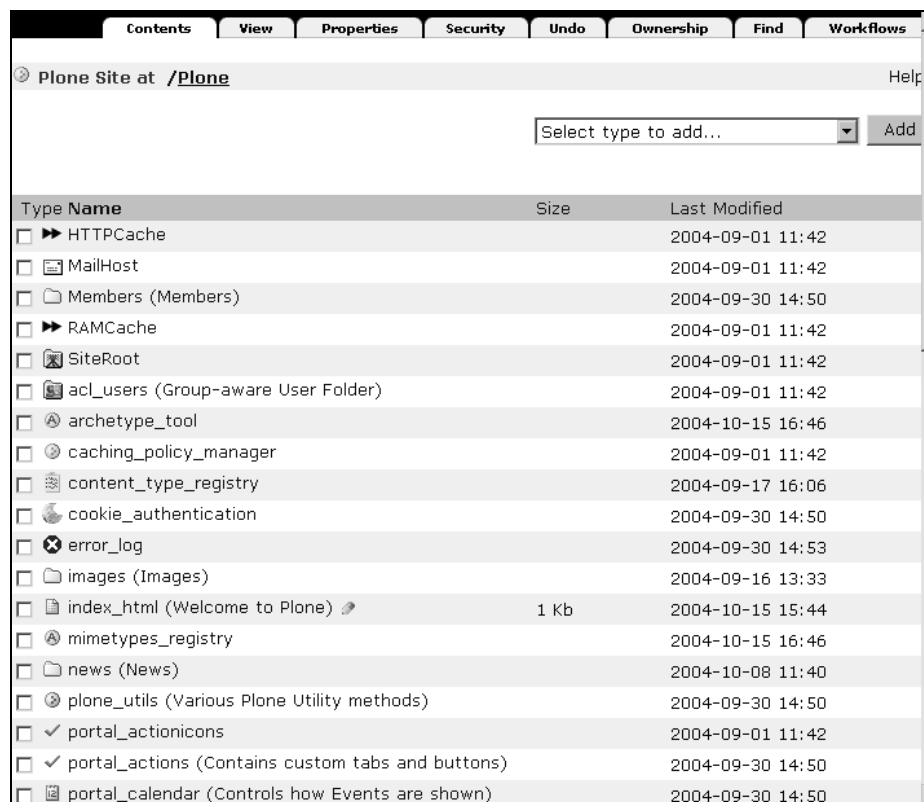 Contents View Properties Security Undo Ownership Find Workflows
Plone Site at /Plone Help
Select type to add... Add
Type Name Size Last Modified
HTTPCache 2004-09-01 11:42
MailHost 2004-09-01 11:42
Members (Members) 2004-09-30 14:50
RAMCache 2004-09-01 11:42
SiteRoot 2004-09-01 11:42
acl_users (Group-aware User Folder) 2004-09-01 11:42
archetype_tool 2004-10-15 16:46
caching_policy_manager 2004-09-01 11:42
content_type_registry 2004-09-17 16:06
cookie_authentication 2004-09-30 14:50
error_log 2004-09-30 14:53
images (Images) 2004-09-16 13:33
index_html (Welcome to Plone) 1 Kb 2004-10-15 15:44
mimetypes_registry 2004-10-15 16:46
news (News) 2004-10-08 11:40
plone_utils (Various Plone Utility methods) 2004-09-30 14:50
portal_actionicons 2004-09-01 11:42
portal_actions (Contains custom tabs and buttons) 2004-09-30 14:50
portal_calendar (Controls how Events are shown) 2004-09-30 14:50